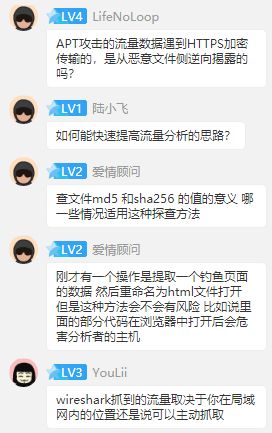 LV4 LifeNoLoop
APT攻击的流量数据遇到HTTPS加密
传输的，是从恶意文件侧逆向揭露的
吗？
LV1 陆小飞
如何能快速提高流量分析的思路？
LV2 爱情顾问
查文件md5 和sha256 的值的意义 哪
一些情况适用这种探查方法
LV2 爱情顾问
刚才有一个操作是提取一个钓鱼页面
的数据 然后重命名为html文件打开
但是这种方法会不会有风险 比如说里
面的部分代码在浏览器中打开后会危
害分析者的主机
LV3 YouLii
wireshark抓到的流量取决于你在局域
网内的位置还是说可以主动抓取